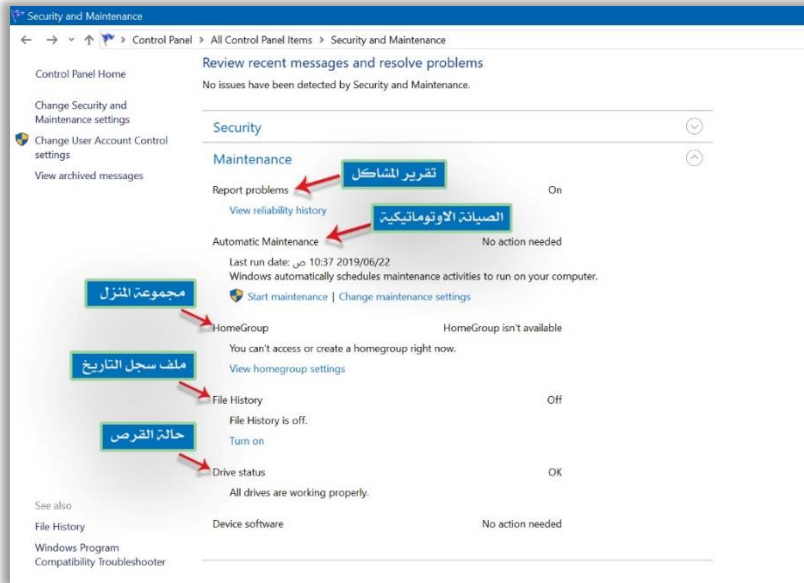 Security and Maintenance
Control Panel > All Control Panel Items > Security and Maintenance
Control Panel Home
Change Security and
Maintenance settings
Change User Account Control
settings
View archived messages
Review recent messages and resolve problems
No issues have been detected by Security and Maintenance.
Security
Maintenance
تقرير المشاكل
Report problems On
View reliability history
الصيانة الاوتوماتيكية
Automatic Maintenance No action needed
Last run date: ص 10:37 2019/06/22
Windows automatically schedules maintenance activities to run on your computer.
Start maintenance | Change maintenance settings
مجموعة المنزل
HomeGroup HomeGroup isn't available
You can't access or create a homegroup right now.
View homegroup settings
ملف سجل التاريخ
File History Off
File History is off.
Turn on
حالة القرص
Drive status OK
All drives are working properly.
Device software No action needed
See also
File History
Windows Program
Compatibility Troubleshooter